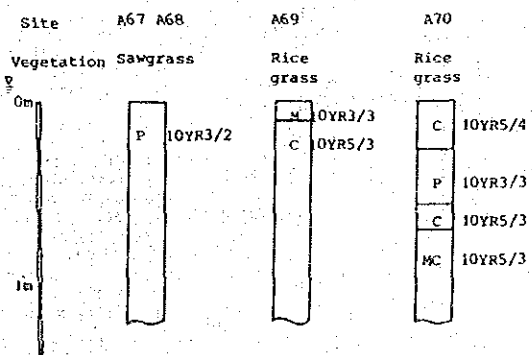 Site A67 A68 A69 A70
Vegetation Sawgrass Rice grass Rice grass
0m
M 10YR3/3
C 10YR5/4
P 10YR3/2
C 10YR5/3
P 10YR3/3
C 10YR5/3
MC 10YR5/3
1m